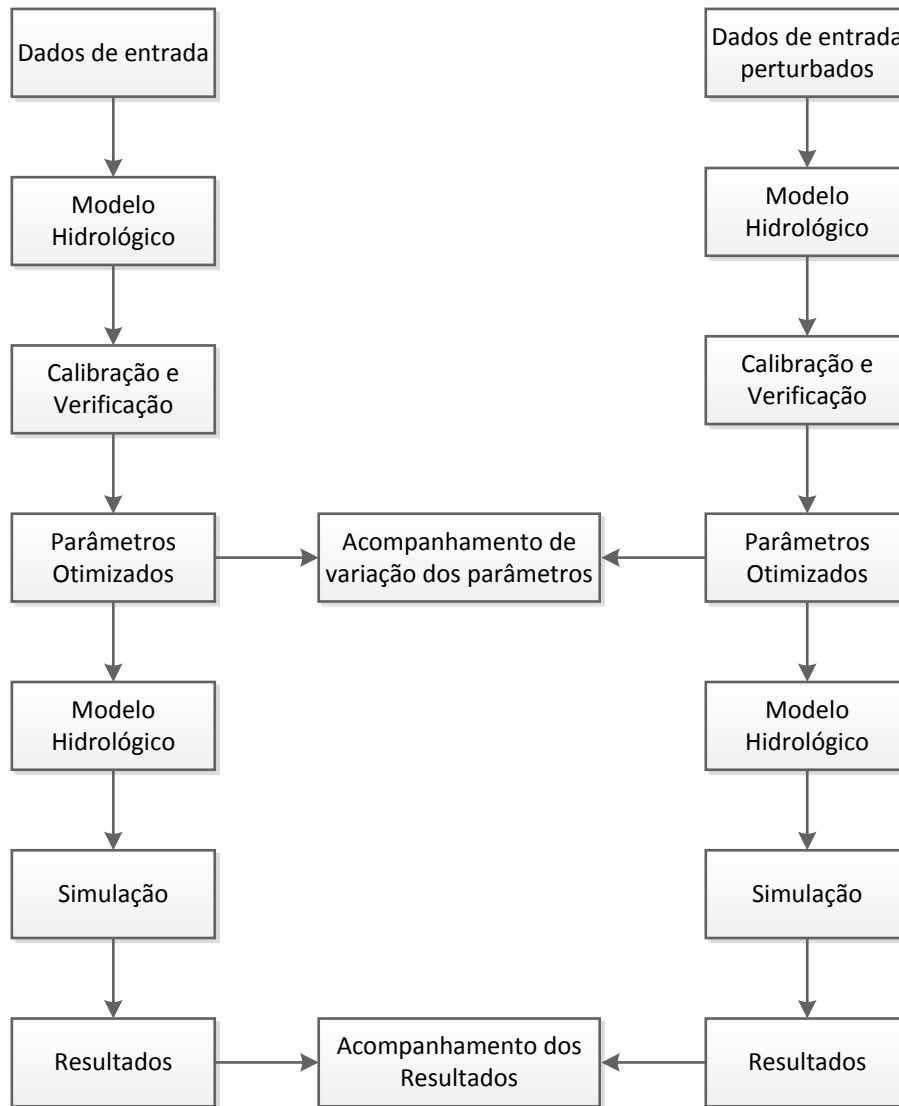 Dados de entrada
Dados de entrada
perturbados
Modelo
Hidrológico
Modelo
Hidrológico
Calibração e
Verificação
Calibração e
Verificação
Parâmetros
Otimizados
Acompanhamento de
variação dos parâmetros
Parâmetros
Otimizados
Modelo
Hidrológico
Modelo
Hidrológico
Simulação
Simulação
Resultados
Acompanhamento dos
Resultados
Resultados